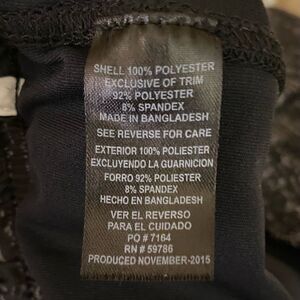 SHELL 100% POLYESTER
EXCLUSIVE OF TRIM
92% POLYESTER
8% SPANDEX
MADE IN BANGLADESH
SEE REVERSE FOR CARE
EXTERIOR 100% POLIESTER
EXCLUYENDO LA GUARNICION
FORRO 92% POLIESTER
8% SPANDEX
HECHO EN BANGLADESH
VER EL REVERSO
PARA EL CUIDADO
PO # 7164
RN # 59786
PRODUCED NOVEMBER-2015